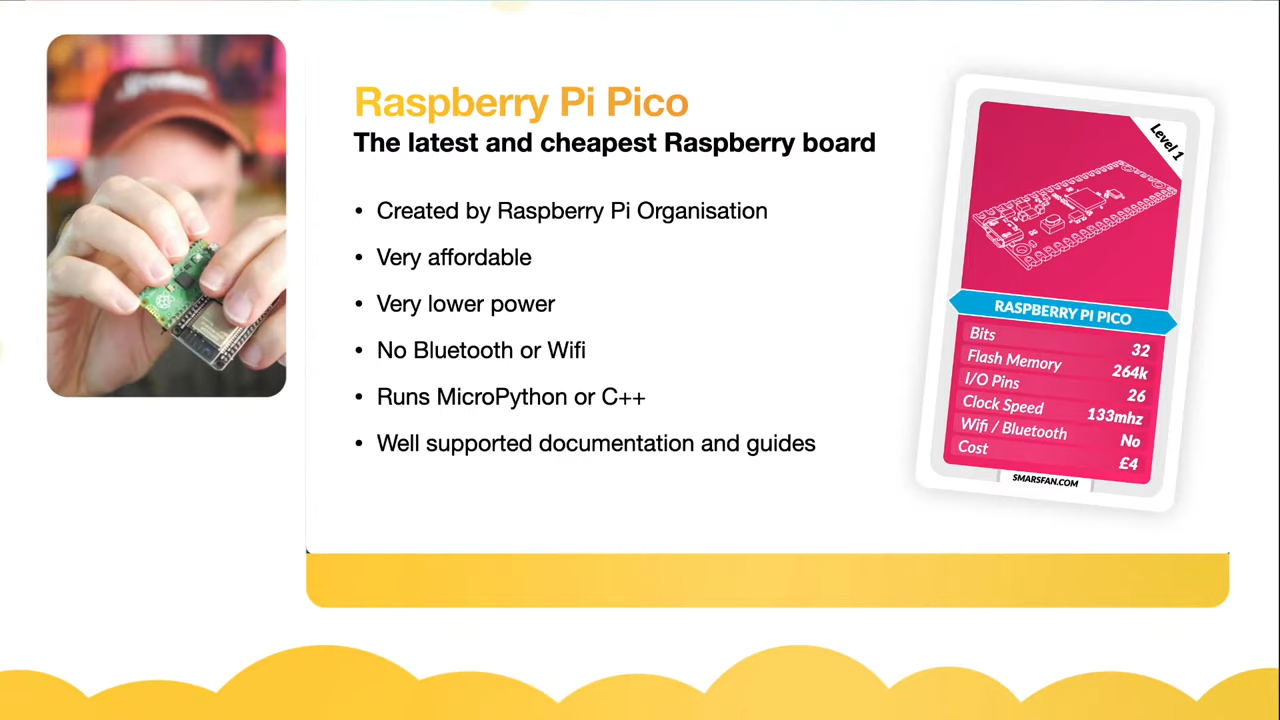 Raspberry Pi Pico
The latest and cheapest Raspberry board
• Created by Raspberry Pi Organisation
• Very affordable
• Very lower power
• No Bluetooth or Wifi
• Runs MicroPython or C++
• Well supported documentation and guides
Level 1
RASPBERRY PI PICO
Bits 32
Flash Memory 264k
I/O Pins 26
Clock Speed 133mhz
Wifi / Bluetooth No
Cost £4
SMARSFAN.COM